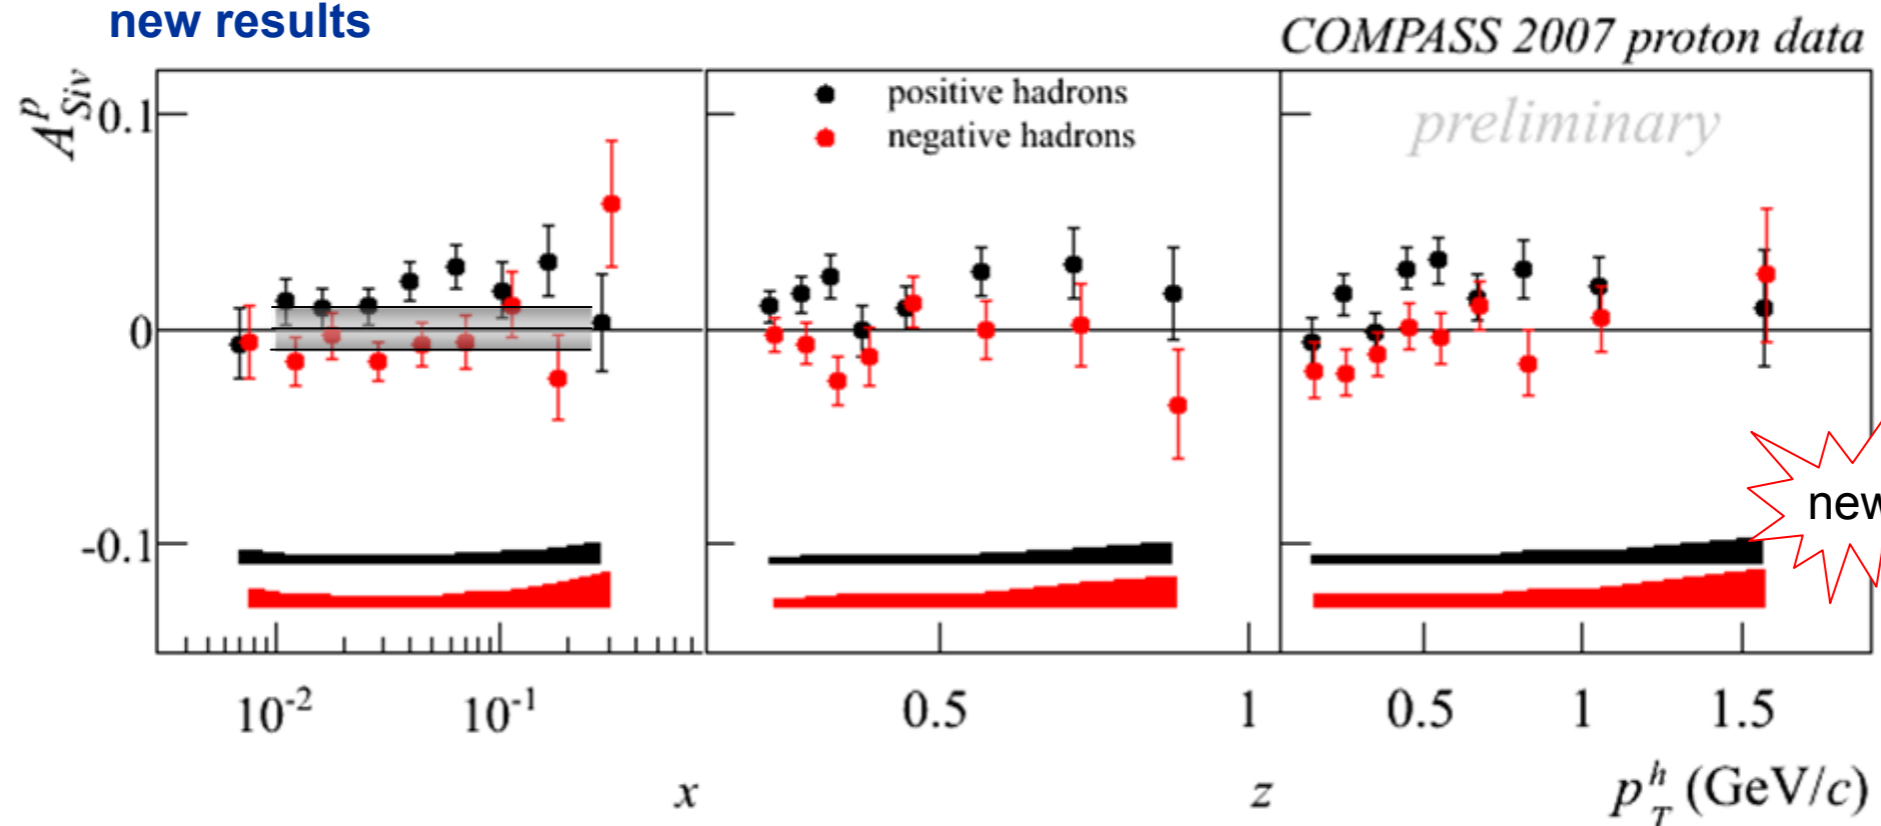 new results
COMPASS 2007 proton data
A^p_Siv
0.1
0
-0.1
positive hadrons
negative hadrons
preliminary
new
10^-2 10^-1 0.5 1 0.5 1 1.5
x z p_T^h (GeV/c)